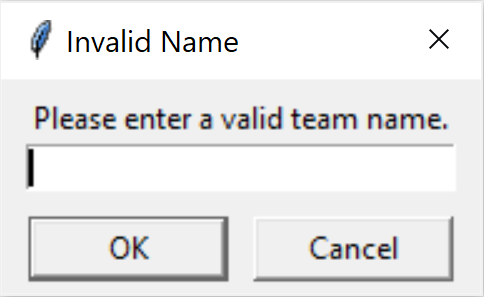 Invalid Name
Please enter a valid team name.
OK
Cancel